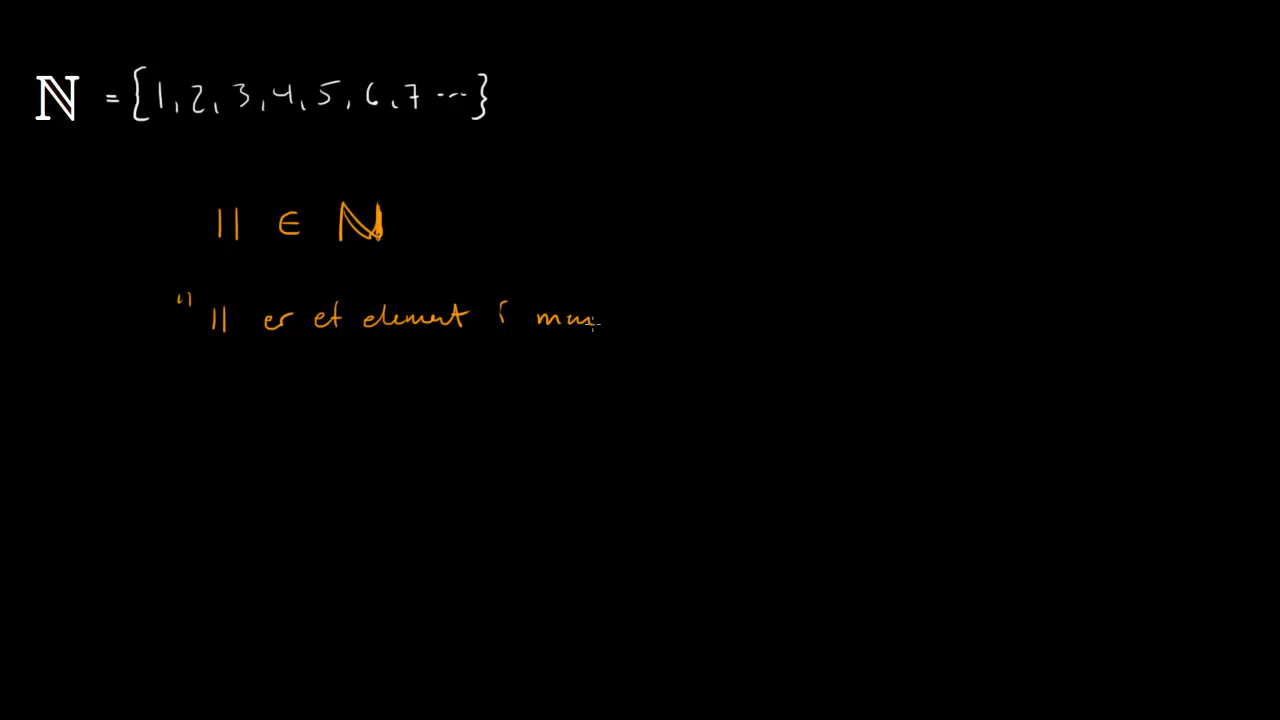 ℕ = {1, 2, 3, 4, 5, 6, 7 ...}
11 ∈ ℕ
" 11 er et element i